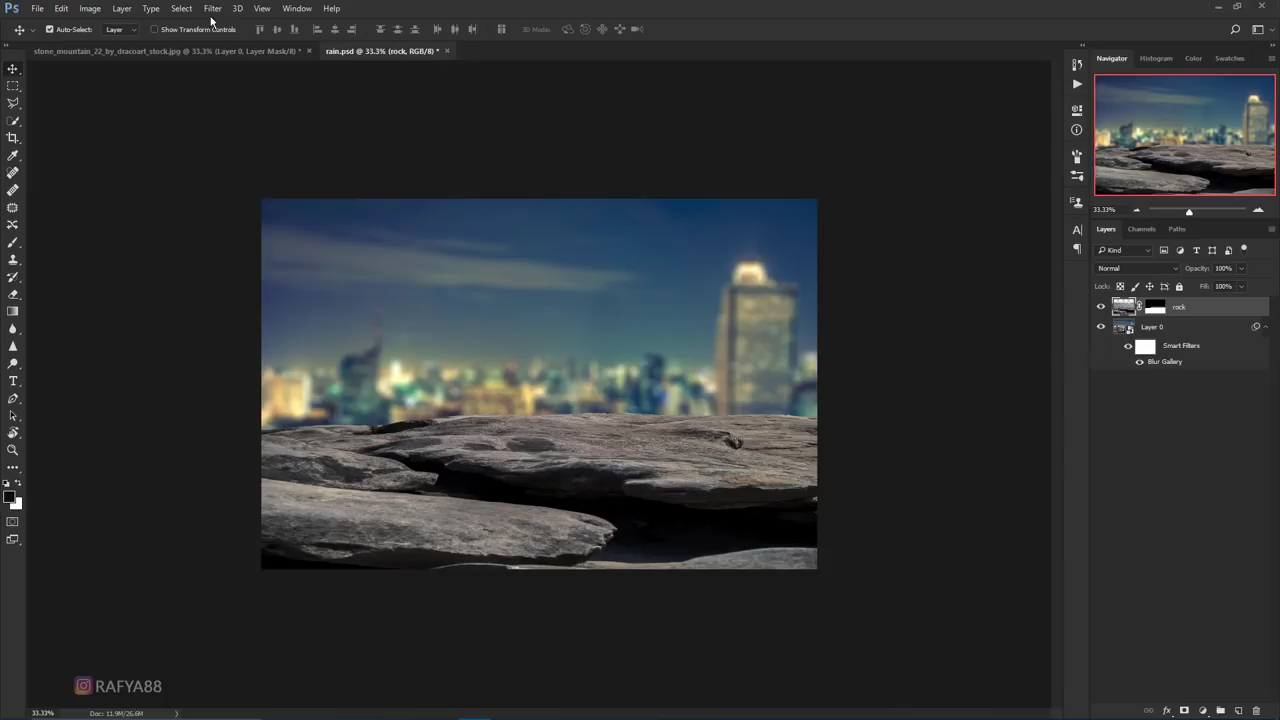 Ps File Edit Image Layer Type Select Filter 3D View Window Help
Auto-Select: Layer Show Transform Controls 3D Mode:
stone_mountain_22_by_dracoart_stock.jpg @ 33.3% (Layer 0, Layer Mask/8) * × rain.psd @ 33.3% (rock, RGB/8) * ×
Navigator Histogram Color Swatches
33.33%
Layers Channels Paths
Kind
Normal Opacity: 100%
Lock: Fill: 100%
rock
Layer 0
Smart Filters
Blur Gallery
RAFYA88
33.33% Doc: 11.9M/26.6M